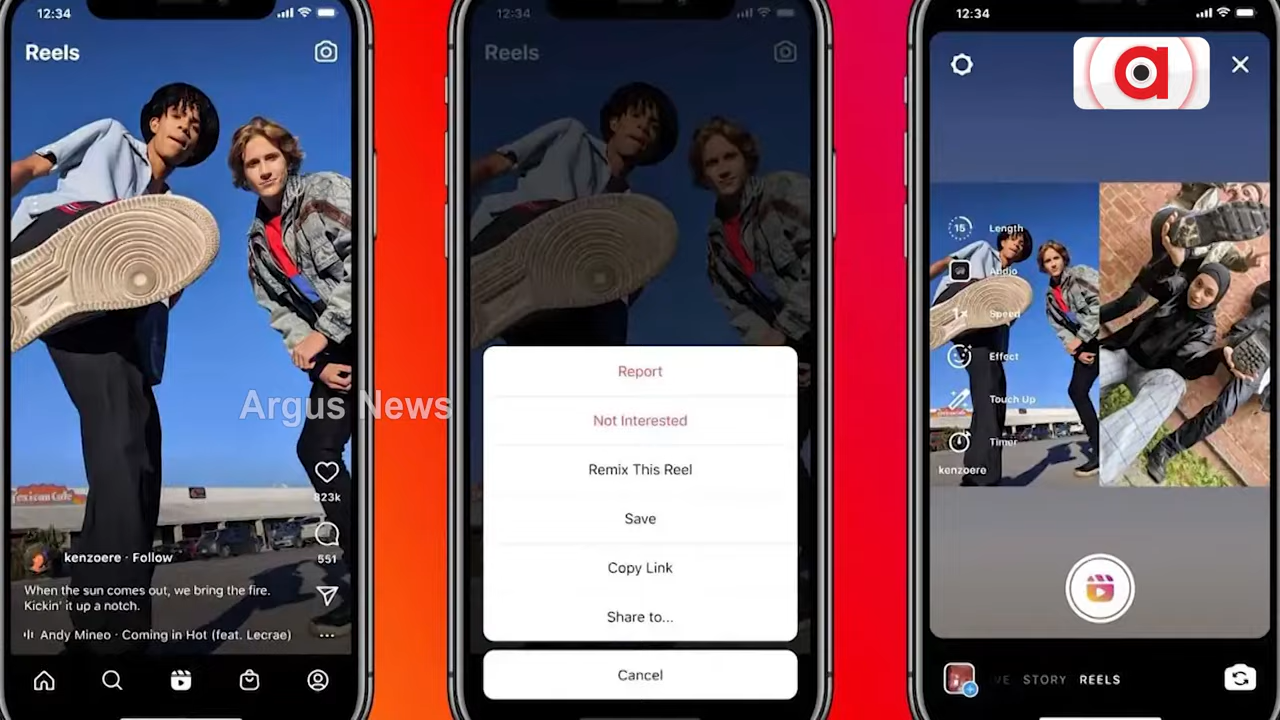 12:34
Reels
823k
551
kenzoere · Follow
When the sun comes out, we bring the fire.
Kickin' it up a notch.
Andy Mineo · Coming in Hot (feat. Lecrae)
Argus News
12:34
Reels
Report
Not Interested
Remix This Reel
Save
Copy Link
Share to...
Cancel
12:34
a
15 Length
Audio
1x Speed
Effect
Touch Up
Timer
kenzoere
VE STORY REELS